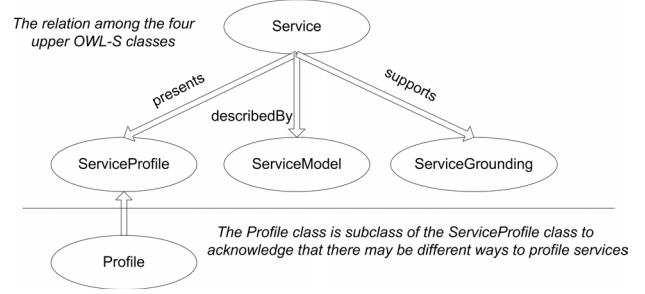 The relation among the four
upper OWL-S classes
Service
presents
describedBy
supports
ServiceProfile
ServiceModel
ServiceGrounding
The Profile class is subclass of the ServiceProfile class to
acknowledge that there may be different ways to profile services
Profile